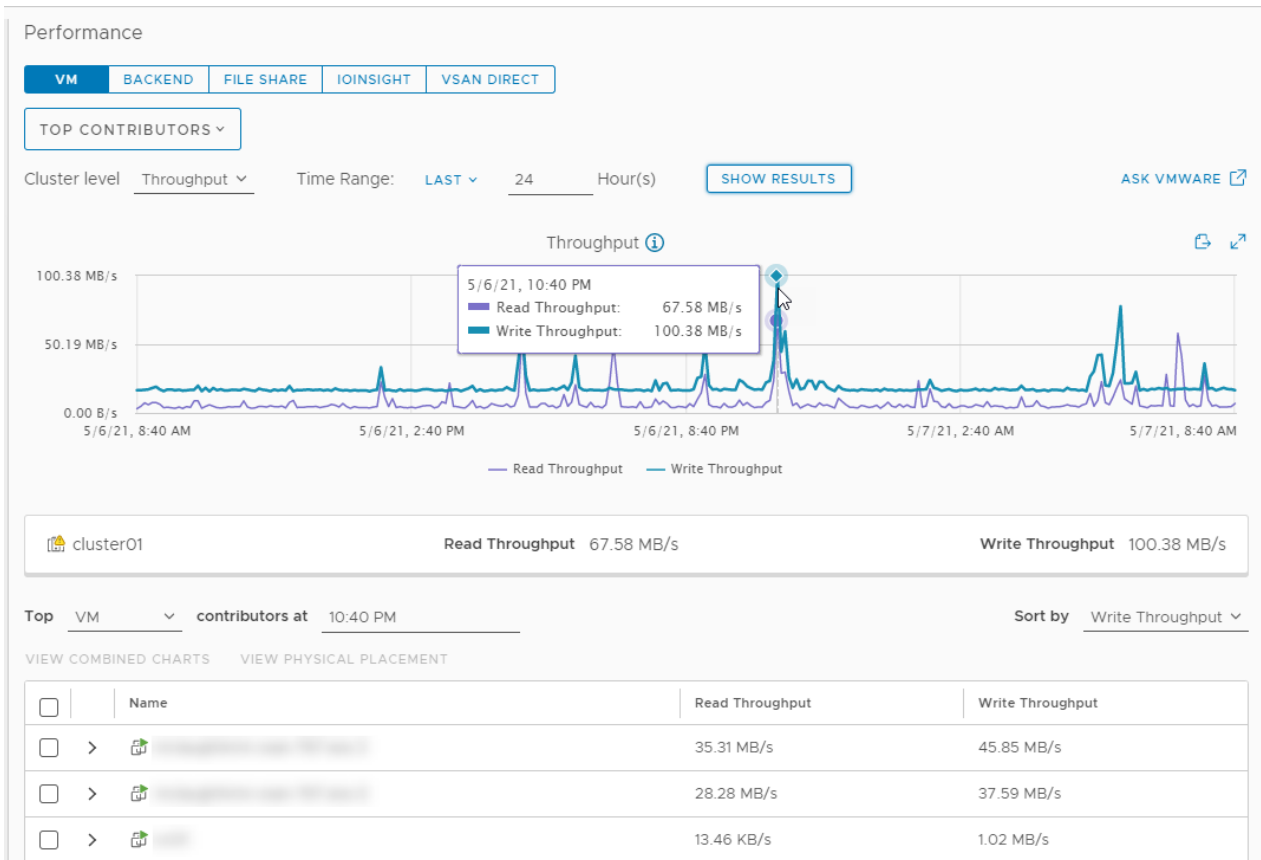 Performance
VM BACKEND FILE SHARE IOINSIGHT VSAN DIRECT
TOP CONTRIBUTORS
Cluster level Throughput Time Range: LAST 24 Hour(s) SHOW RESULTS ASK VMWARE
Throughput
100.38 MB/s
5/6/21, 10:40 PM
Read Throughput: 67.58 MB/s
Write Throughput: 100.38 MB/s
50.19 MB/s
0.00 B/s
5/6/21, 8:40 AM 5/6/21, 2:40 PM 5/6/21, 8:40 PM 5/7/21, 2:40 AM 5/7/21, 8:40 AM
Read Throughput Write Throughput
cluster01 Read Throughput 67.58 MB/s Write Throughput 100.38 MB/s
Top VM contributors at 10:40 PM Sort by Write Throughput
VIEW COMBINED CHARTS VIEW PHYSICAL PLACEMENT
Name Read Throughput Write Throughput
35.31 MB/s 45.85 MB/s
28.28 MB/s 37.59 MB/s
13.46 KB/s 1.02 MB/s